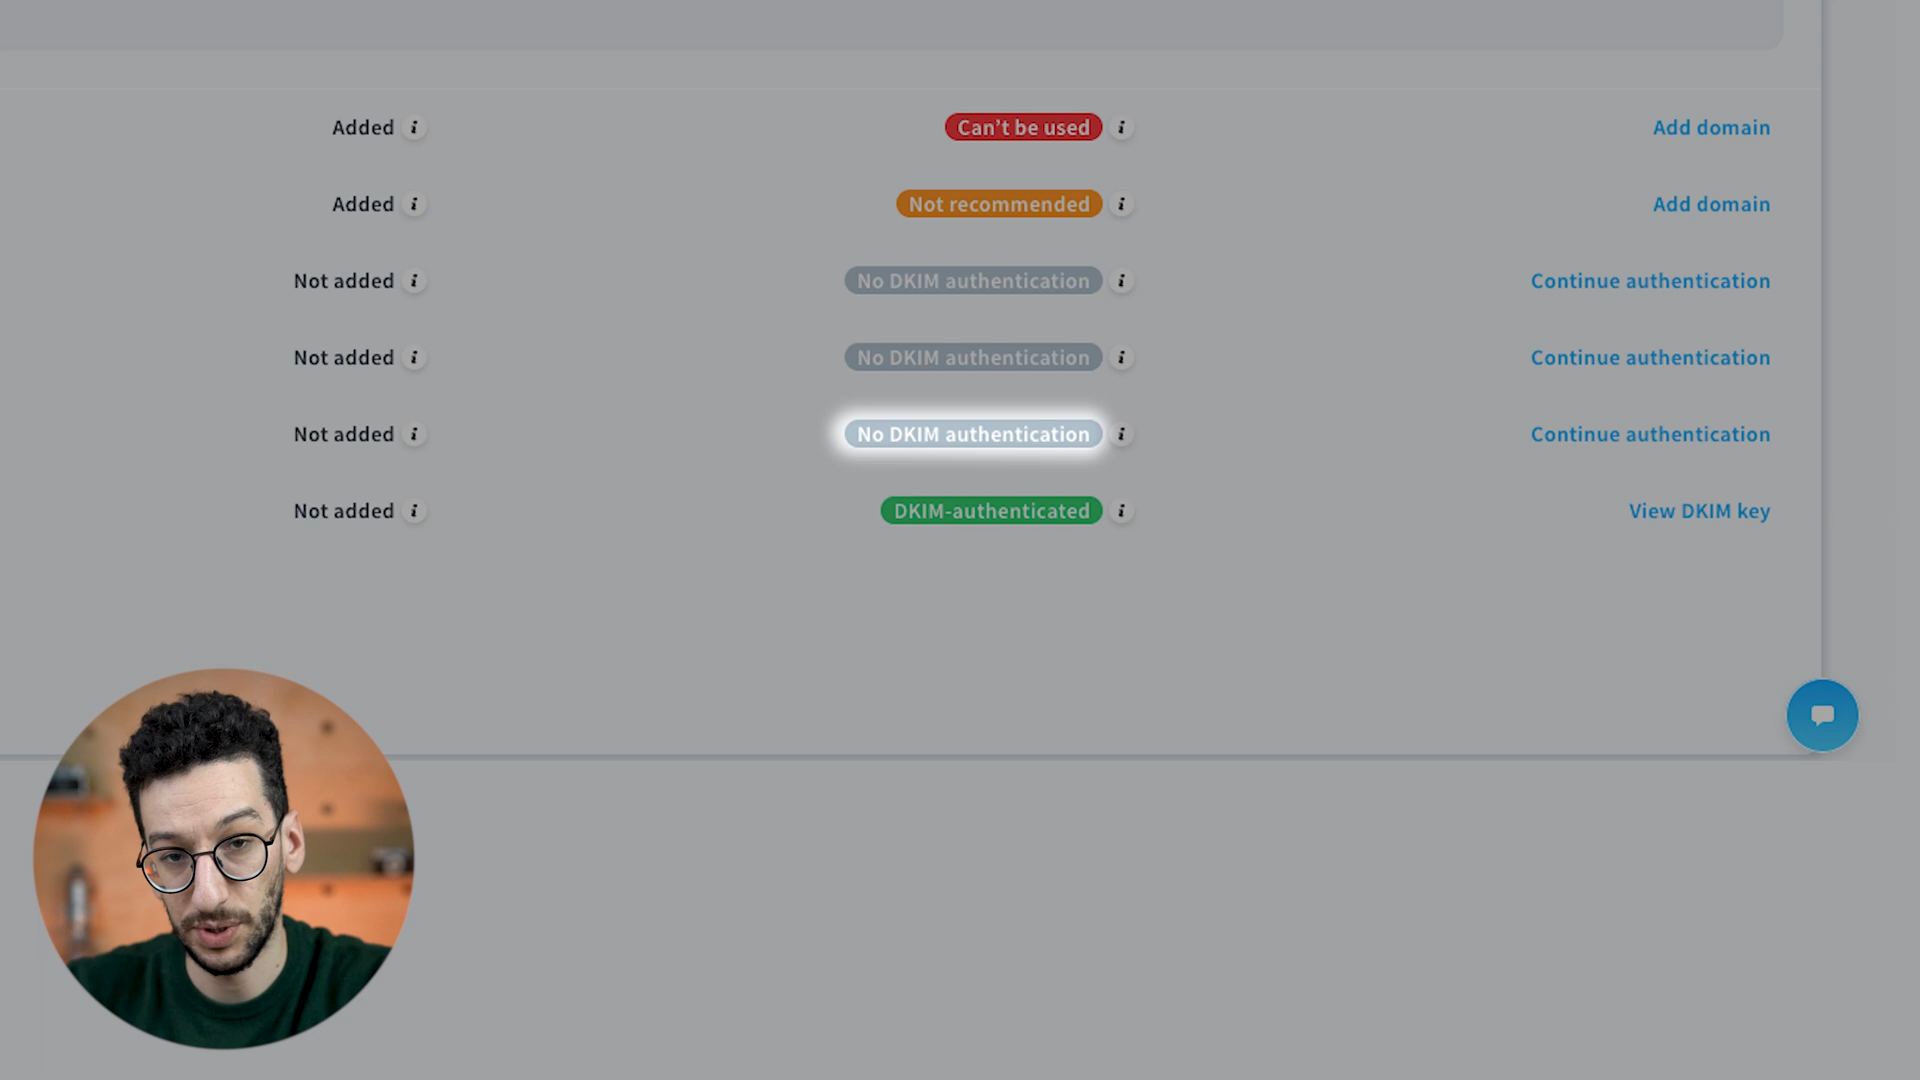 Added i Can't be used i Add domain
Added i Not recommended i Add domain
Not added i No DKIM authentication i Continue authentication
Not added i No DKIM authentication i Continue authentication
Not added i No DKIM authentication i Continue authentication
Not added i DKIM-authenticated i View DKIM key